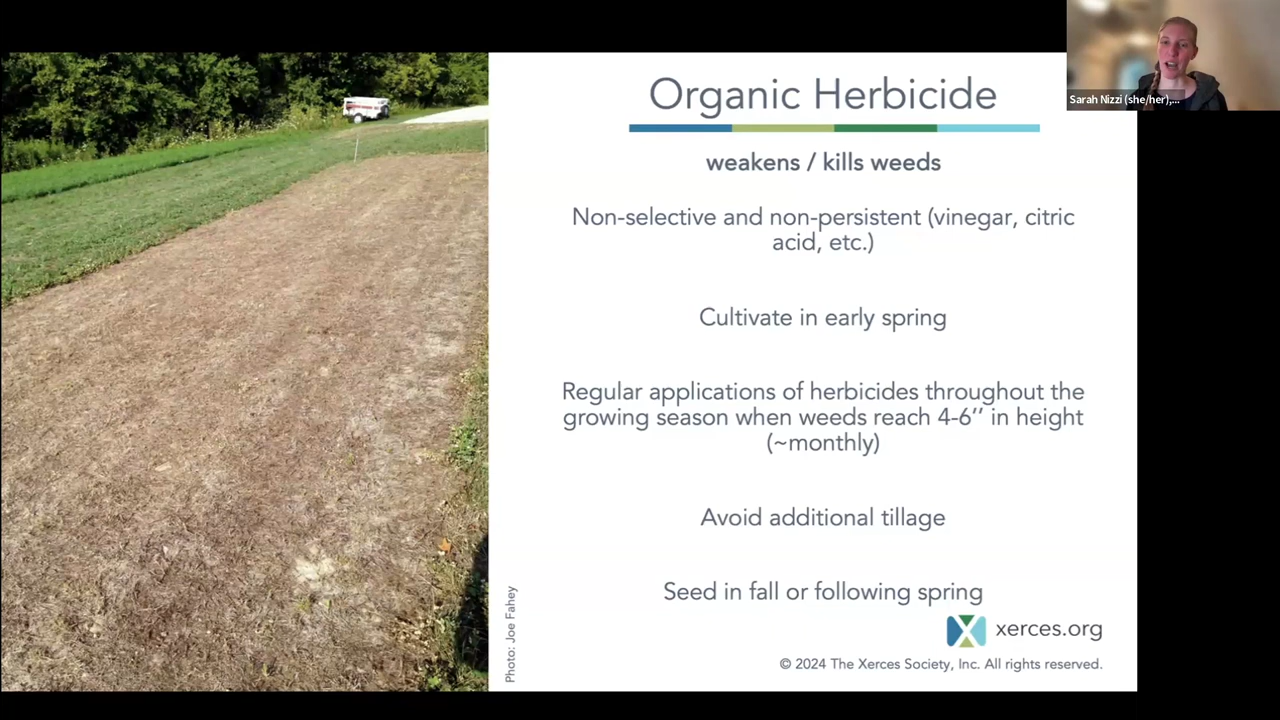 Organic Herbicide
Sarah Nizzi (she/her),...
weakens / kills weeds
Non-selective and non-persistent (vinegar, citric
acid, etc.)
Cultivate in early spring
Regular applications of herbicides throughout the
growing season when weeds reach 4-6’’ in height
(~monthly)
Avoid additional tillage
Seed in fall or following spring
Photo: Joe Fahey
xerces.org
© 2024 The Xerces Society, Inc. All rights reserved.